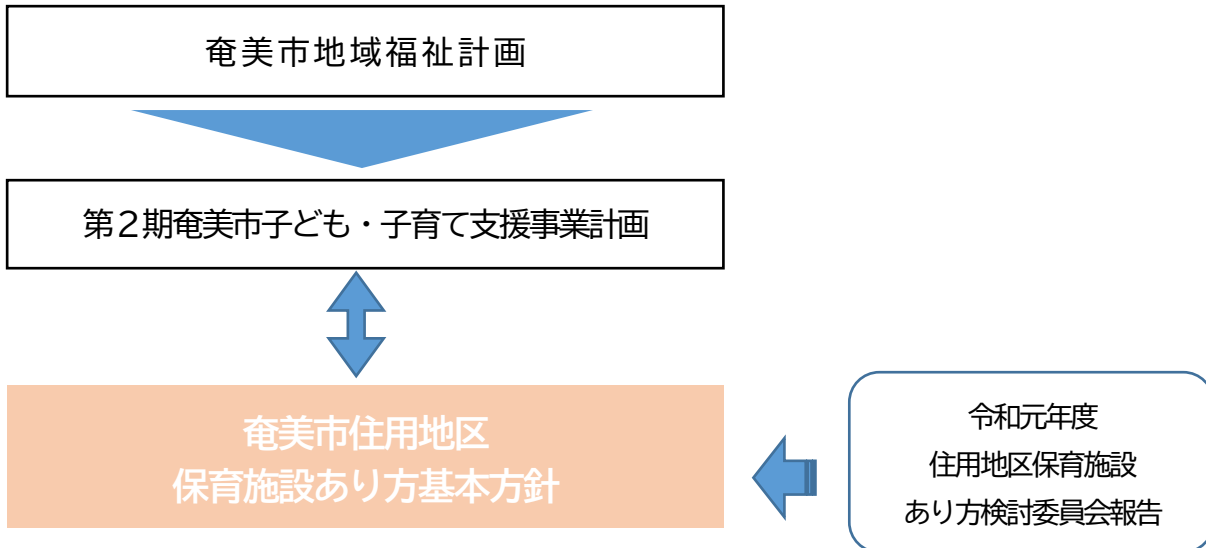 奄美市地域福祉計画
第２期奄美市子ども・子育て支援事業計画
奄美市住用地区
保育施設あり方基本方針
令和元年度
住用地区保育施設
あり方検討委員会報告